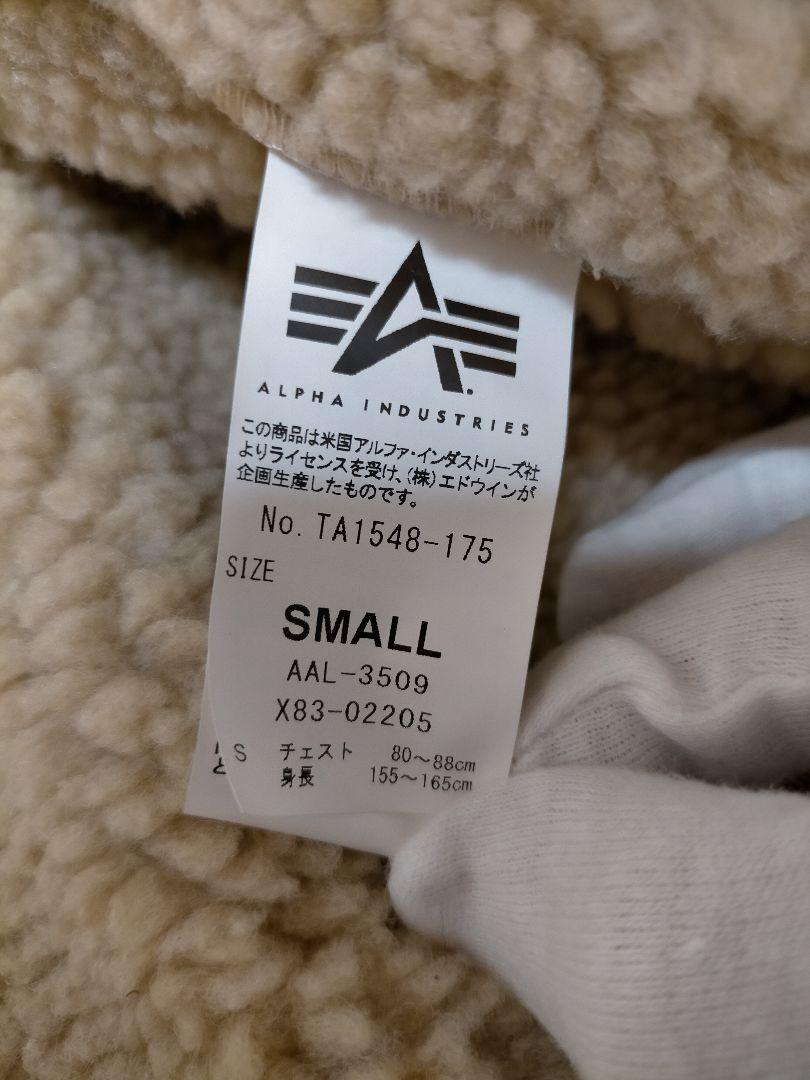 ALPHA INDUSTRIES
この商品は米国アルファ・インダストリーズ社
よりライセンスを受け、(株)エドウインが
企画生産したものです。
No. TA1548-175
SIZE
SMALL
AAL-3509
X83-02205
S チェスト 80~88cm
身長 155~165cm